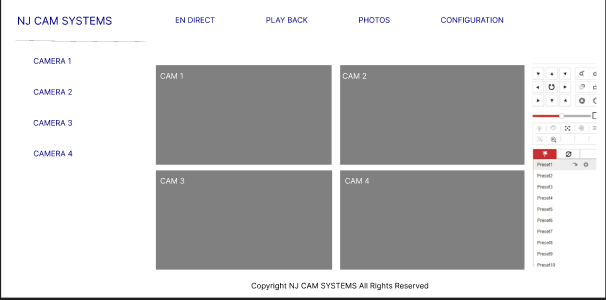 NJ CAM SYSTEMS
EN DIRECT
PLAY BACK
PHOTOS
CONFIGURATION
CAMERA 1
CAMERA 2
CAMERA 3
CAMERA 4
CAM 1
CAM 2
CAM 3
CAM 4
Preset1
Preset2
Preset3
Preset4
Preset5
Preset6
Preset7
Preset8
Preset9
Preset10
Copyright NJ CAM SYSTEMS All Rights Reserved